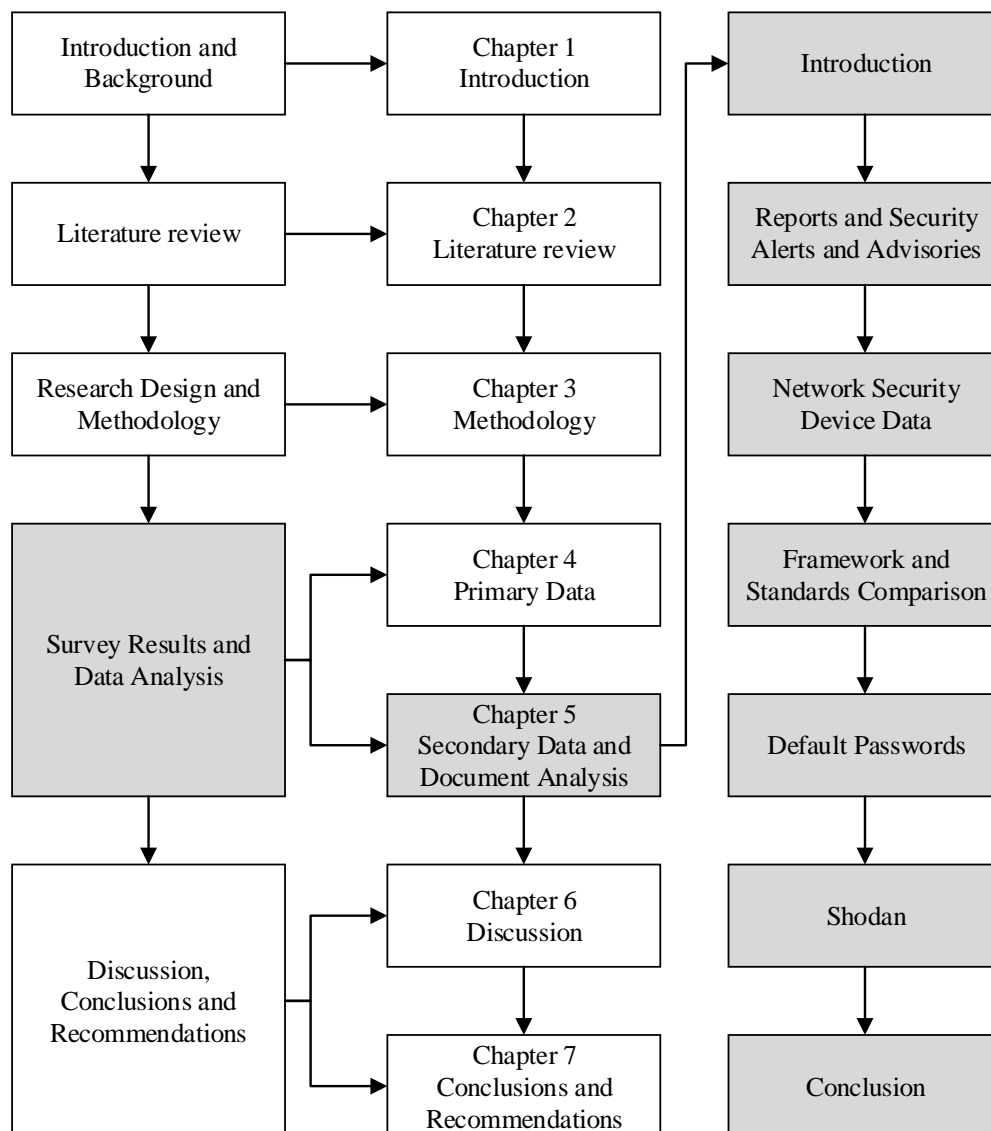 Introduction and
Background
Literature review
Research Design and
Methodology
Survey Results and
Data Analysis
Discussion,
Conclusions and
Recommendations
Chapter 1
Introduction
Chapter 2
Literature review
Chapter 3
Methodology
Chapter 4
Primary Data
Chapter 5
Secondary Data and
Document Analysis
Chapter 6
Discussion
Chapter 7
Conclusions and
Recommendations
Introduction
Reports and Security
Alerts and Advisories
Network Security
Device Data
Framework and
Standards Comparison
Default Passwords
Shodan
Conclusion